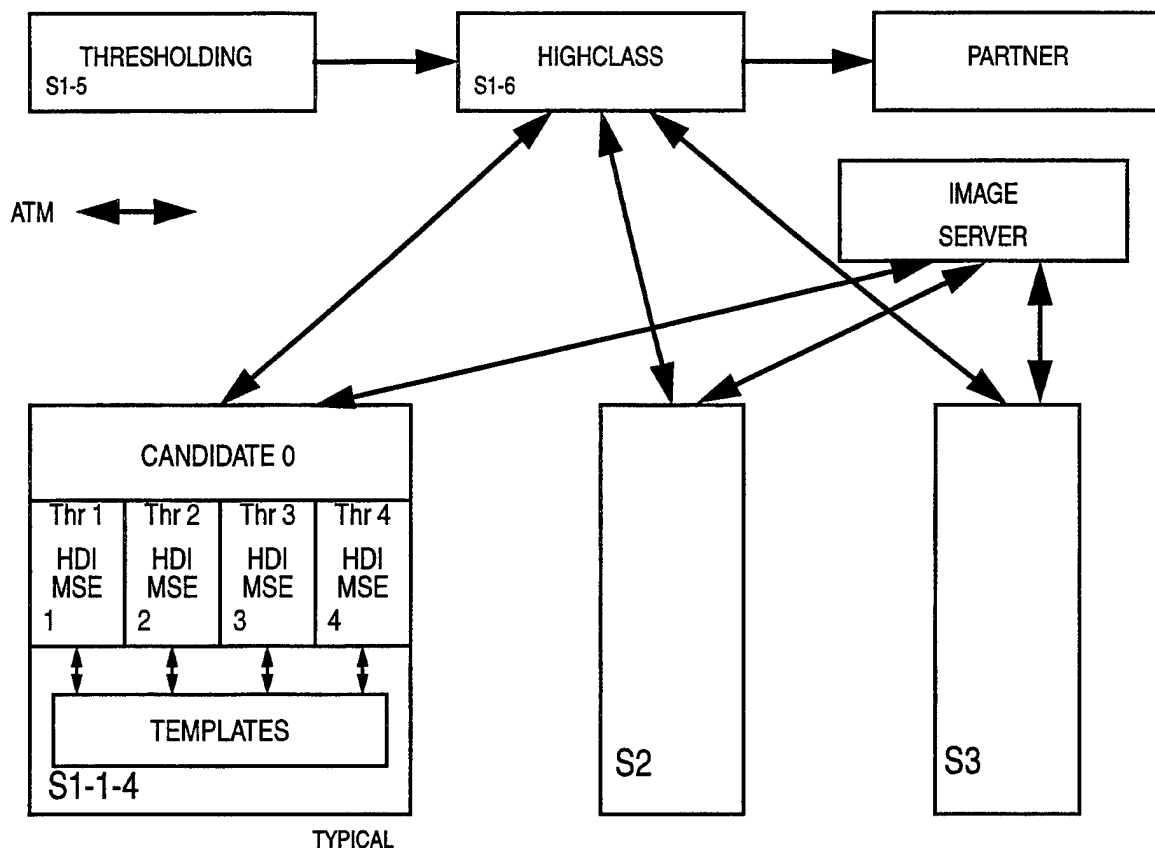 THRESHOLDING
S1-5
HIGHCLASS
S1-6
PARTNER
ATM
IMAGE
SERVER
CANDIDATE 0
Thr 1
HDI
MSE
1
Thr 2
HDI
MSE
2
Thr 3
HDI
MSE
3
Thr 4
HDI
MSE
4
TEMPLATES
S1-1-4
TYPICAL
S2
S3